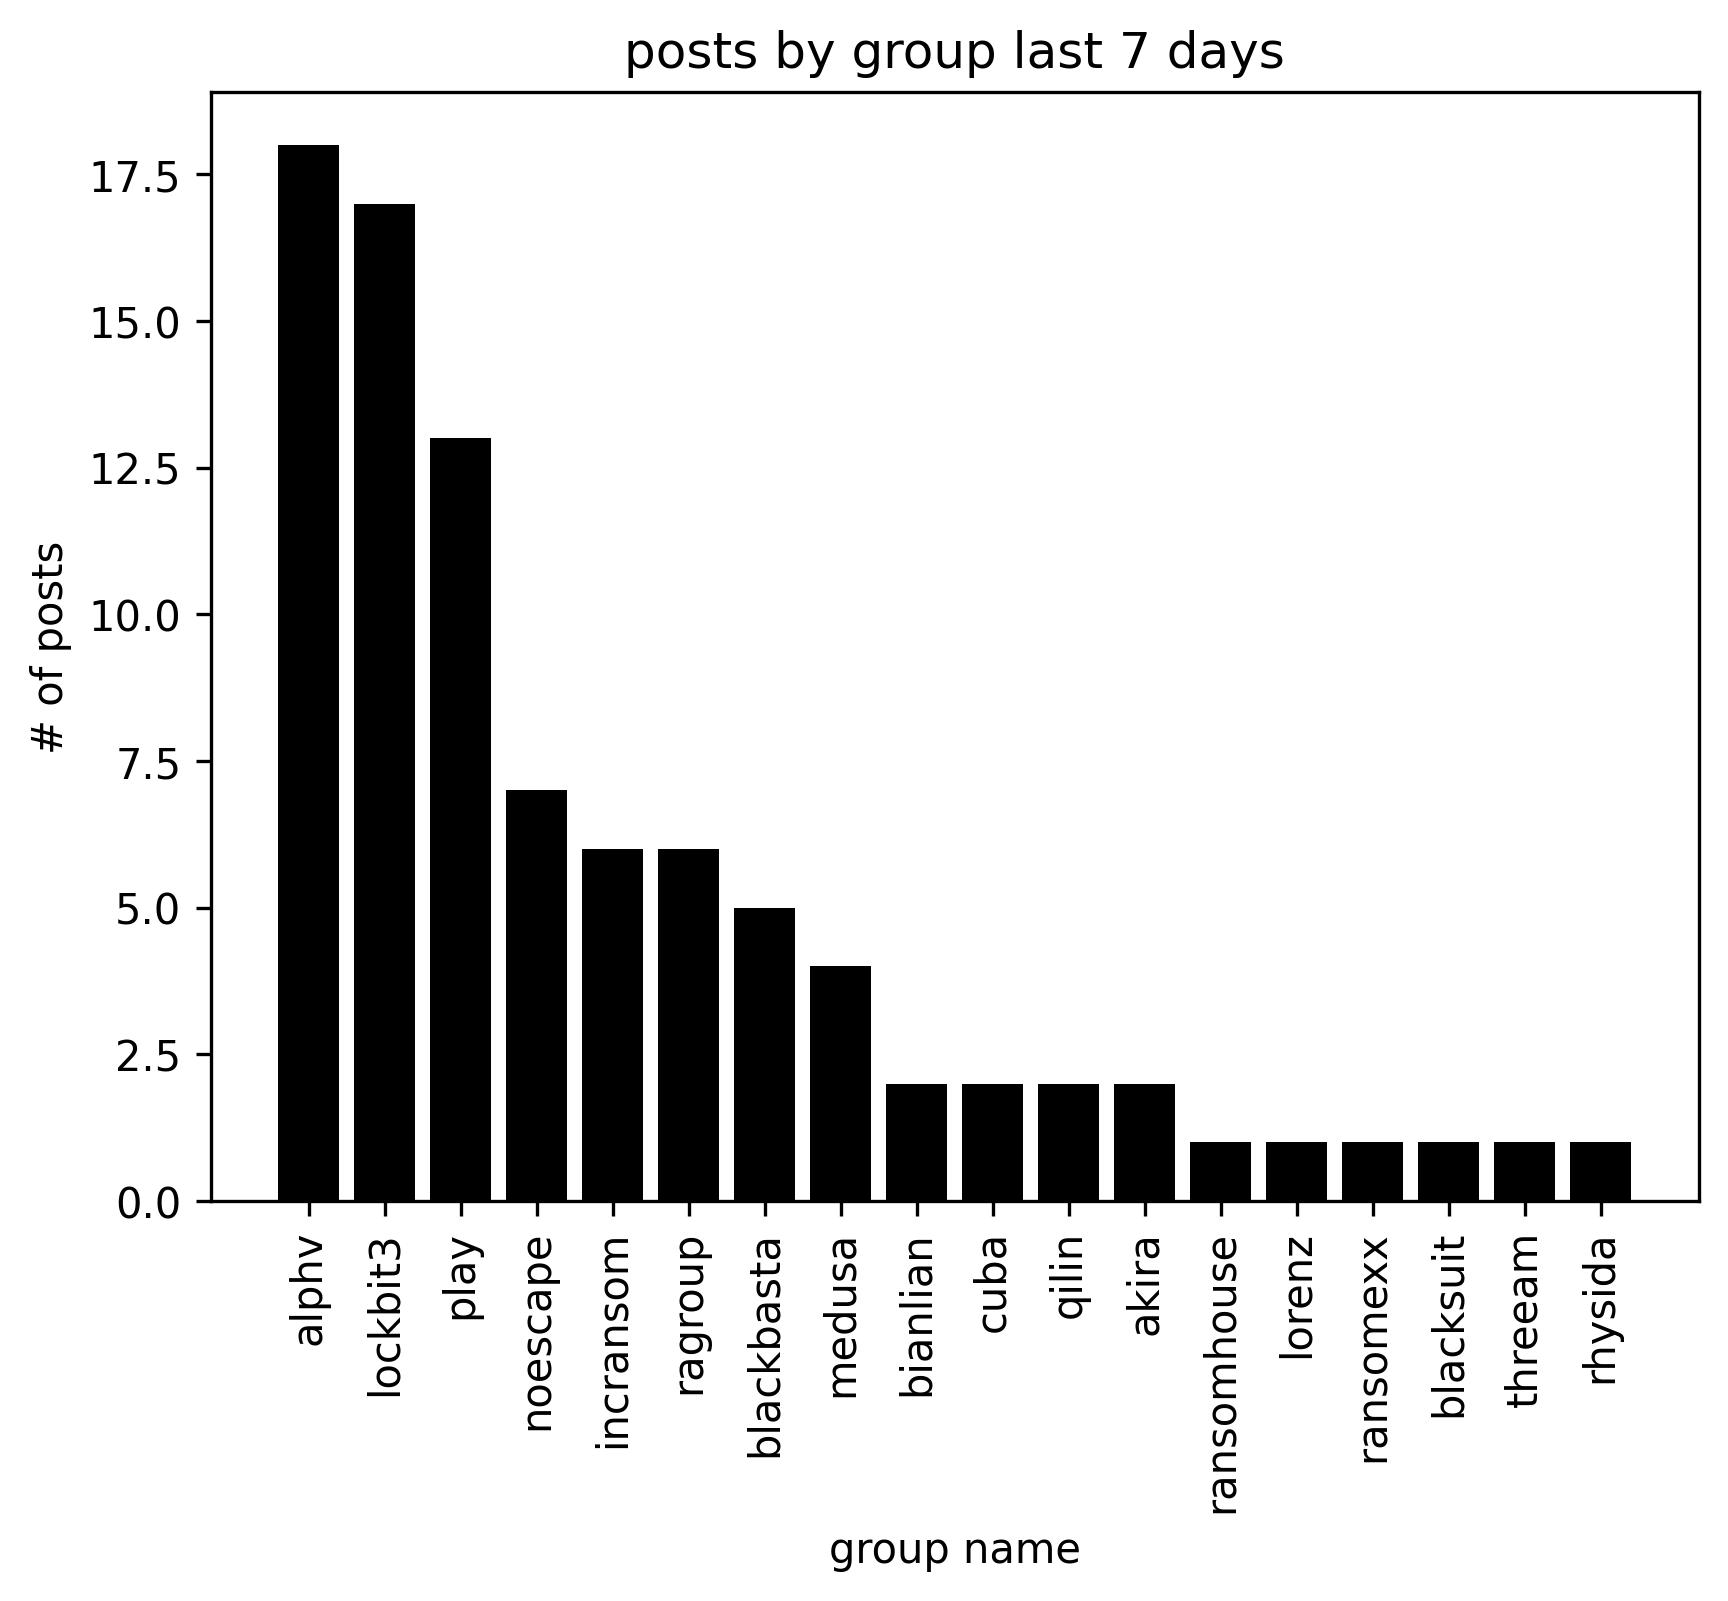 posts by group last 7 days
# of posts
17.5
15.0
12.5
10.0
7.5
5.0
2.5
0.0
alphv
lockbit3
play
noescape
incransom
ragroup
blackbasta
medusa
bianlian
cuba
qilin
akira
ransomhouse
lorenz
ransomexx
blacksuit
threeam
rhysida
group name